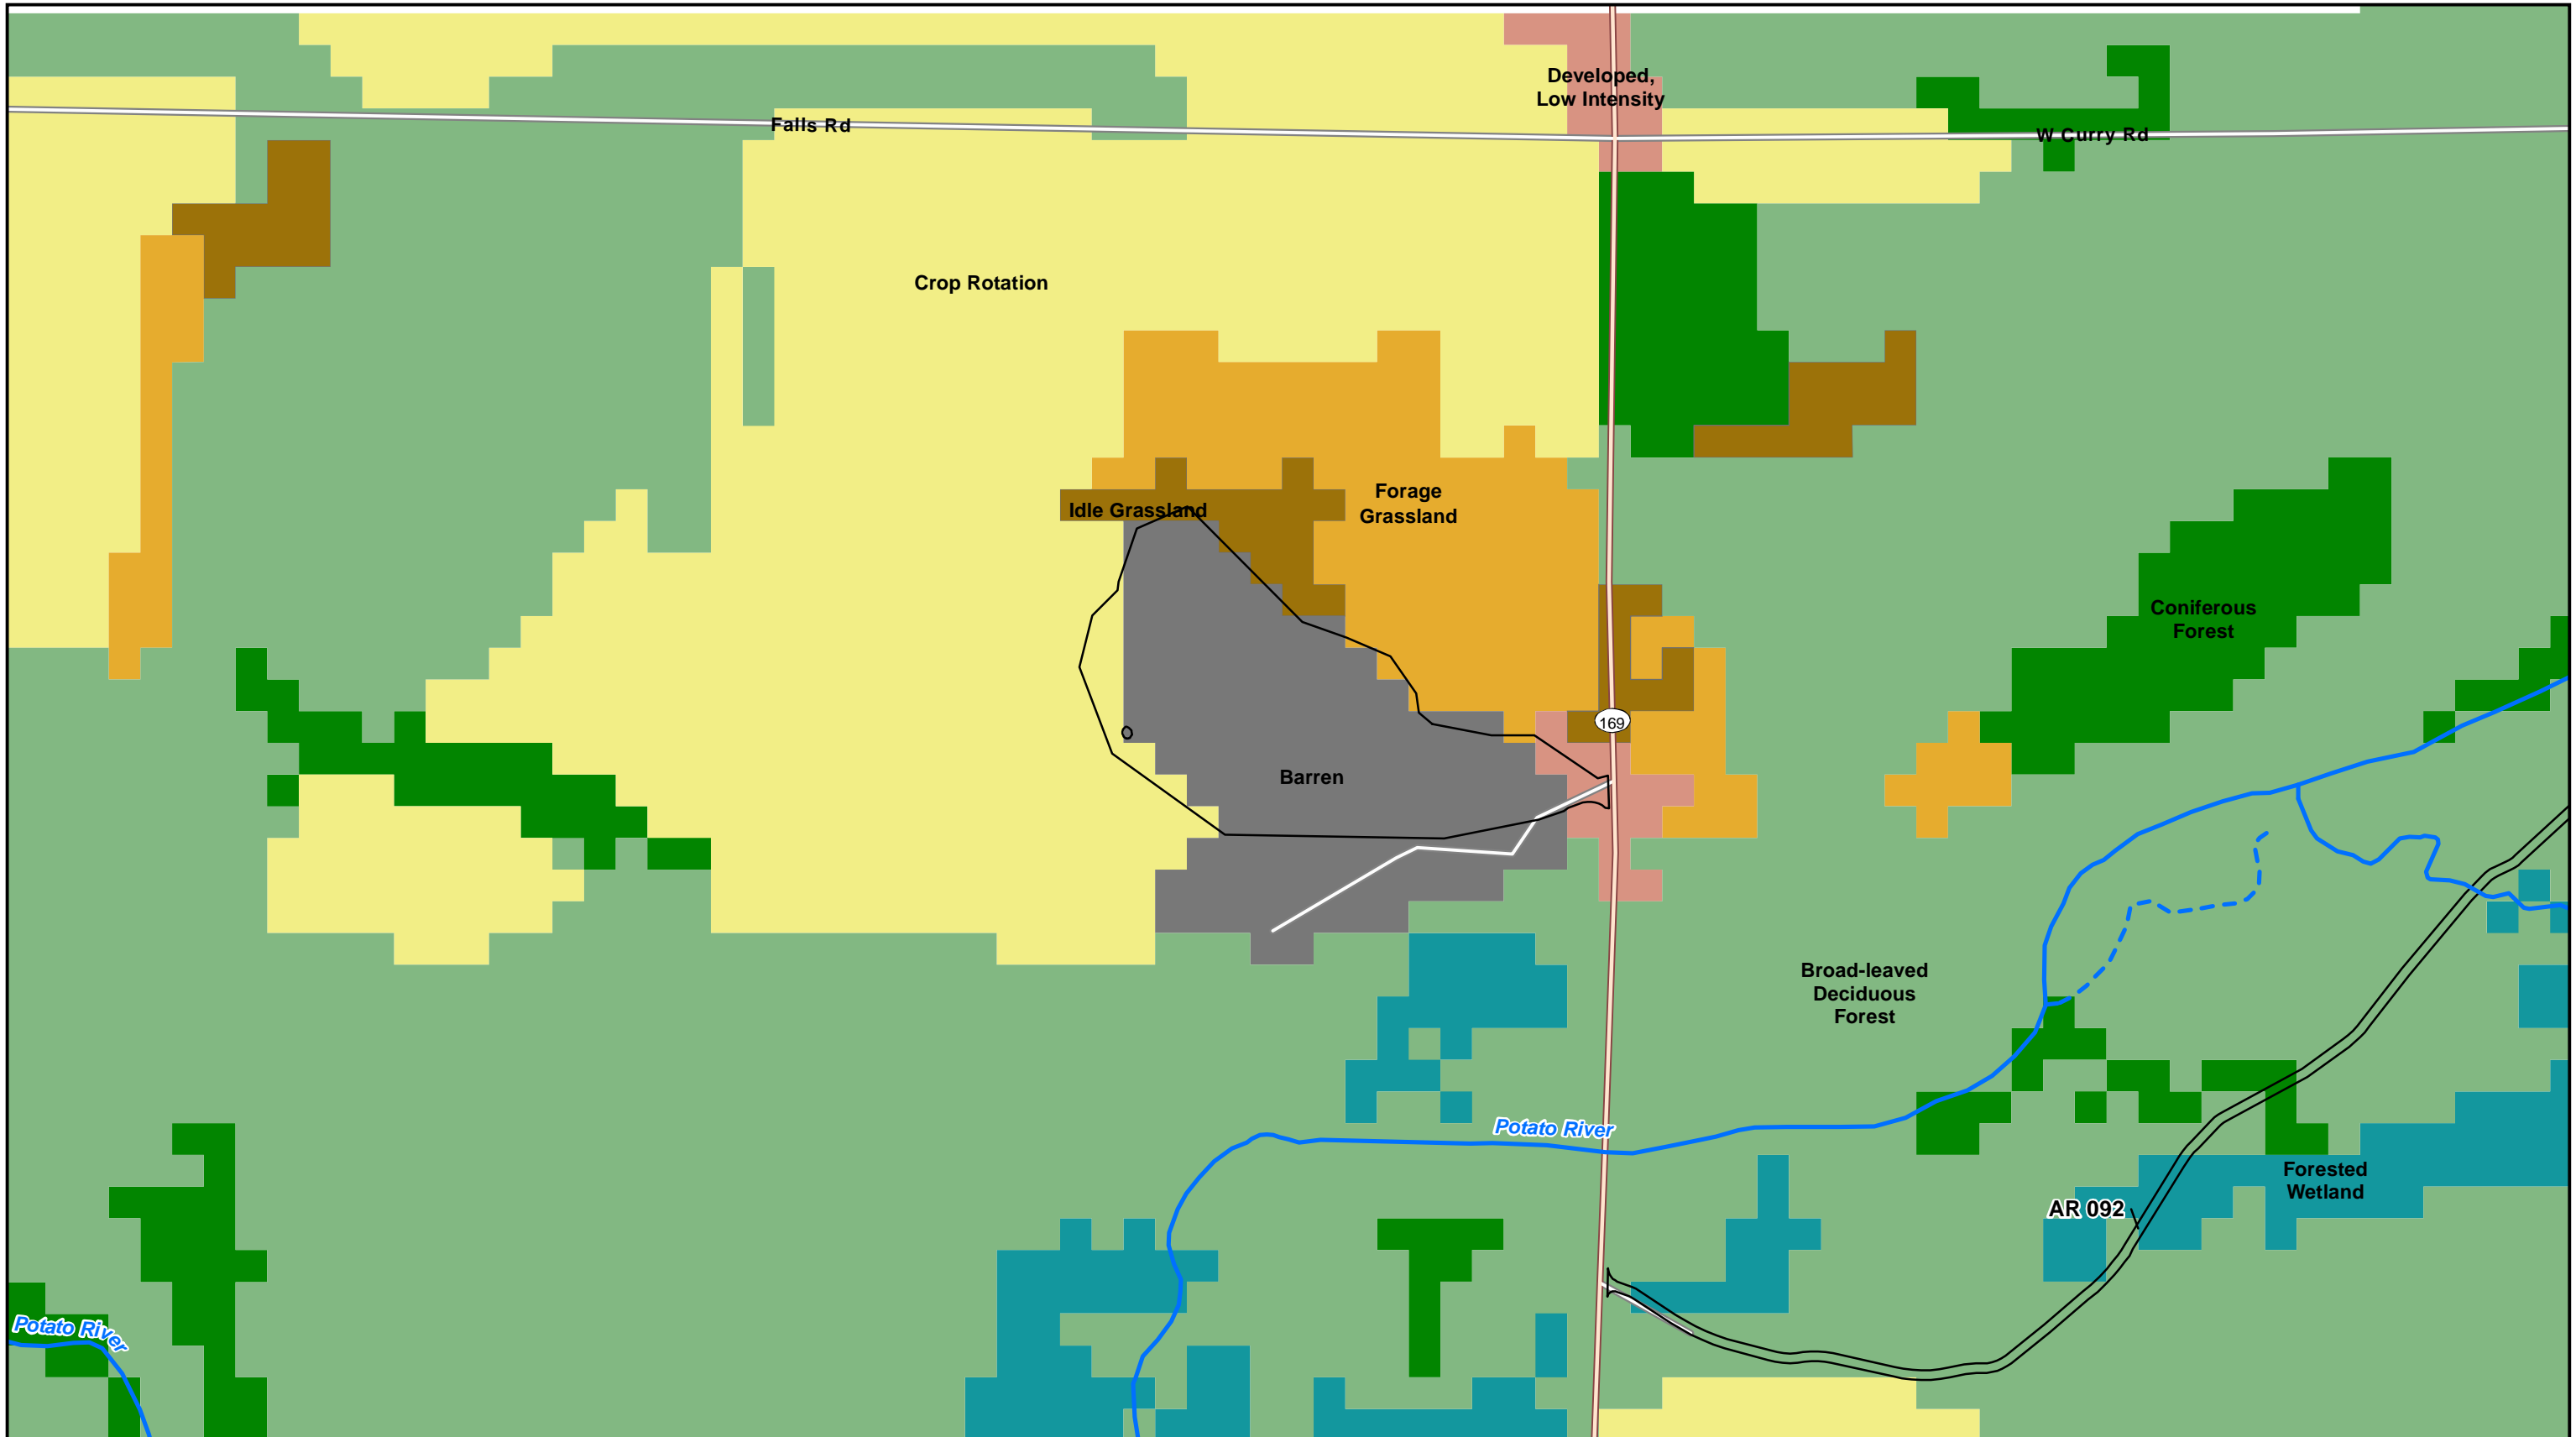 Developed,
Low Intensity
Falls Rd
W Curry Rd
Crop Rotation
Forage
Grassland
Idle Grassland
Coniferous
Forest
169
Barren
Broad-leaved
Deciduous
Forest
Potato River
Forested
Wetland
AR 092
Potato River